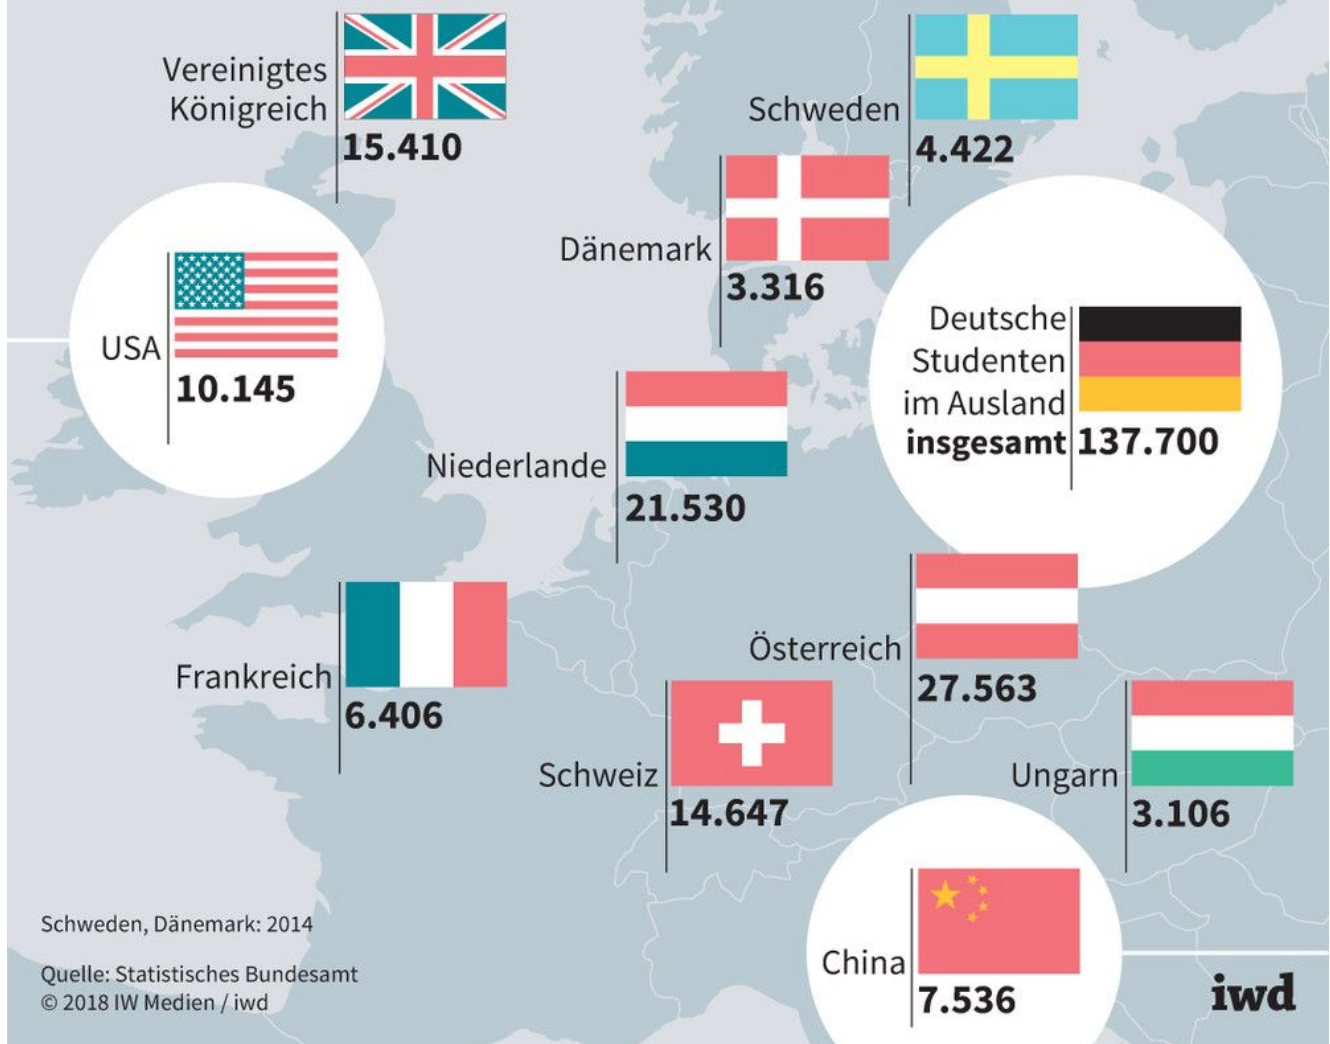 Vereinigtes
Königreich
15.410
Schweden
4.422
Dänemark
3.316
USA
10.145
Deutsche
Studenten
im Ausland
insgesamt 137.700
Niederlande
21.530
Österreich
27.563
Frankreich
6.406
Schweiz
14.647
Ungarn
3.106
China
7.536
Schweden, Dänemark: 2014
Quelle: Statistisches Bundesamt
© 2018 IW Medien / iwd
iwd